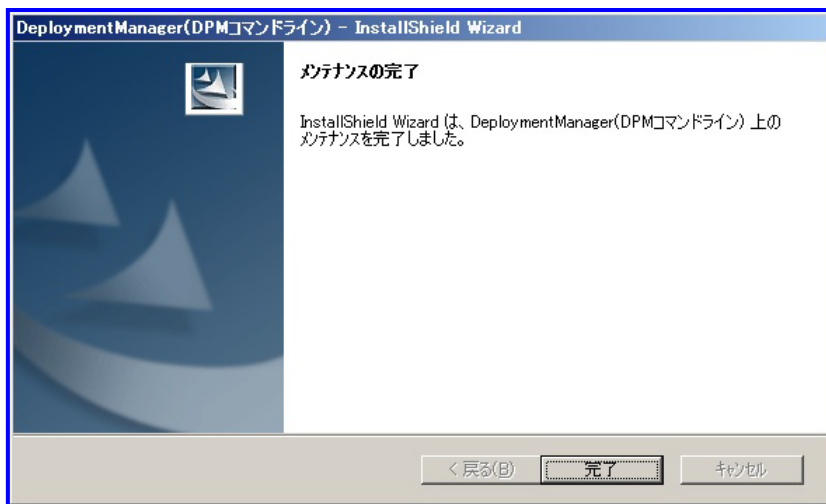 DeploymentManager(DPMコマンドライン) - InstallShield Wizard
メンテナンスの完了
InstallShield Wizard は、DeploymentManager(DPMコマンドライン) 上の
メンテナンスを完了しました。
< 戻る(B)
完了
キャンセル